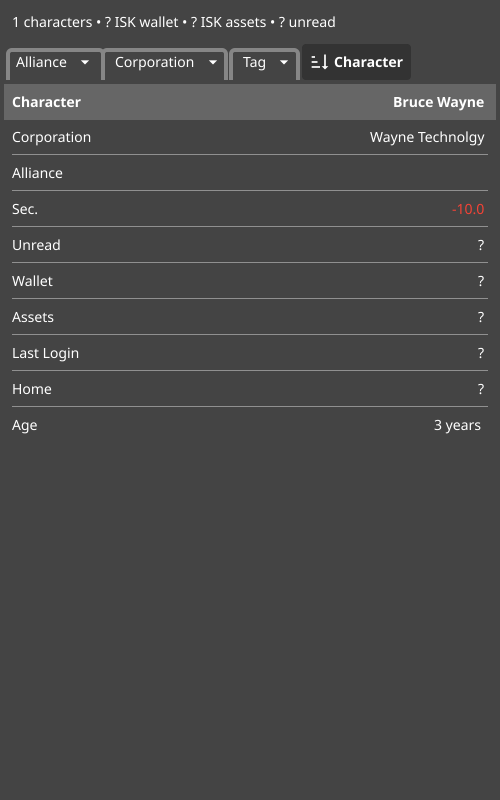 1 characters • ? ISK wallet • ? ISK assets • ? unread
Alliance Corporation Tag Character
Character Bruce Wayne
Corporation Wayne Technolgy
Alliance
Sec. -10.0
Unread ?
Wallet ?
Assets ?
Last Login ?
Home ?
Age 3 years